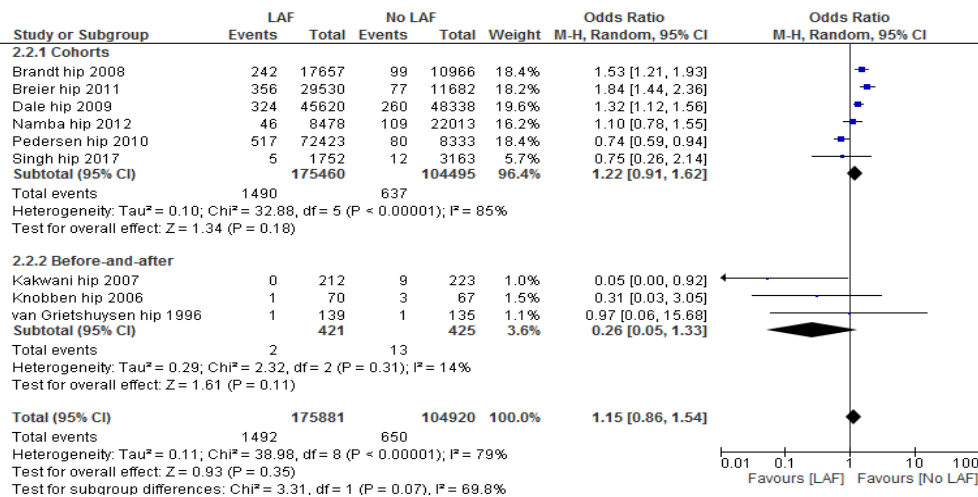 LAF No LAF Odds Ratio Odds Ratio
Study or Subgroup Events Total Events Total Weight M-H, Random, 95% CI M-H, Random, 95% CI
2.2.1 Cohorts
Brandt hip 2008 242 17657 99 10966 18.4% 1.53 [1.21, 1.93]
Breier hip 2011 356 29530 77 11682 18.2% 1.84 [1.44, 2.36]
Dale hip 2009 324 45620 260 48338 19.6% 1.32 [1.12, 1.56]
Namba hip 2012 46 8478 109 22013 16.2% 1.10 [0.78, 1.55]
Pedersen hip 2010 517 72423 80 8333 18.4% 0.74 [0.59, 0.94]
Singh hip 2017 5 1752 12 3163 5.7% 0.75 [0.26, 2.14]
Subtotal (95% CI) 175460 104495 96.4% 1.22 [0.91, 1.62]
Total events 1490 637
Heterogeneity: Tau² = 0.10; Chi² = 32.88, df = 5 (P < 0.00001); I² = 85%
Test for overall effect: Z = 1.34 (P = 0.18)
2.2.2 Before-and-after
Kakwani hip 2007 0 212 9 223 1.0% 0.05 [0.00, 0.92]
Knobben hip 2006 1 70 3 67 1.5% 0.31 [0.03, 3.05]
van Grietshuysen hip 1996 1 139 1 135 1.0% 0.97 [0.06, 15.68]
Subtotal (95% CI) 421 425 3.6% 0.26 [0.05, 1.33]
Total events 2 13
Heterogeneity: Tau² = 0.29; Chi² = 2.32, df = 2 (P = 0.31); I² = 14%
Test for overall effect: Z = 1.61 (P = 0.11)
Total (95% CI) 175881 104920 100.0% 1.15 [0.86, 1.54]
Total events 1492 650
Heterogeneity: Tau² = 0.11; Chi² = 38.98, df = 8 (P < 0.00001); I² = 79%
Test for overall effect: Z = 0.93 (P = 0.35)
Test for subgroup differences: Chi² = 3.31, df = 1 (P = 0.07), I² = 69.8%
0.01 0.1 1 10 100
Favours [LAF] Favours [No LAF]